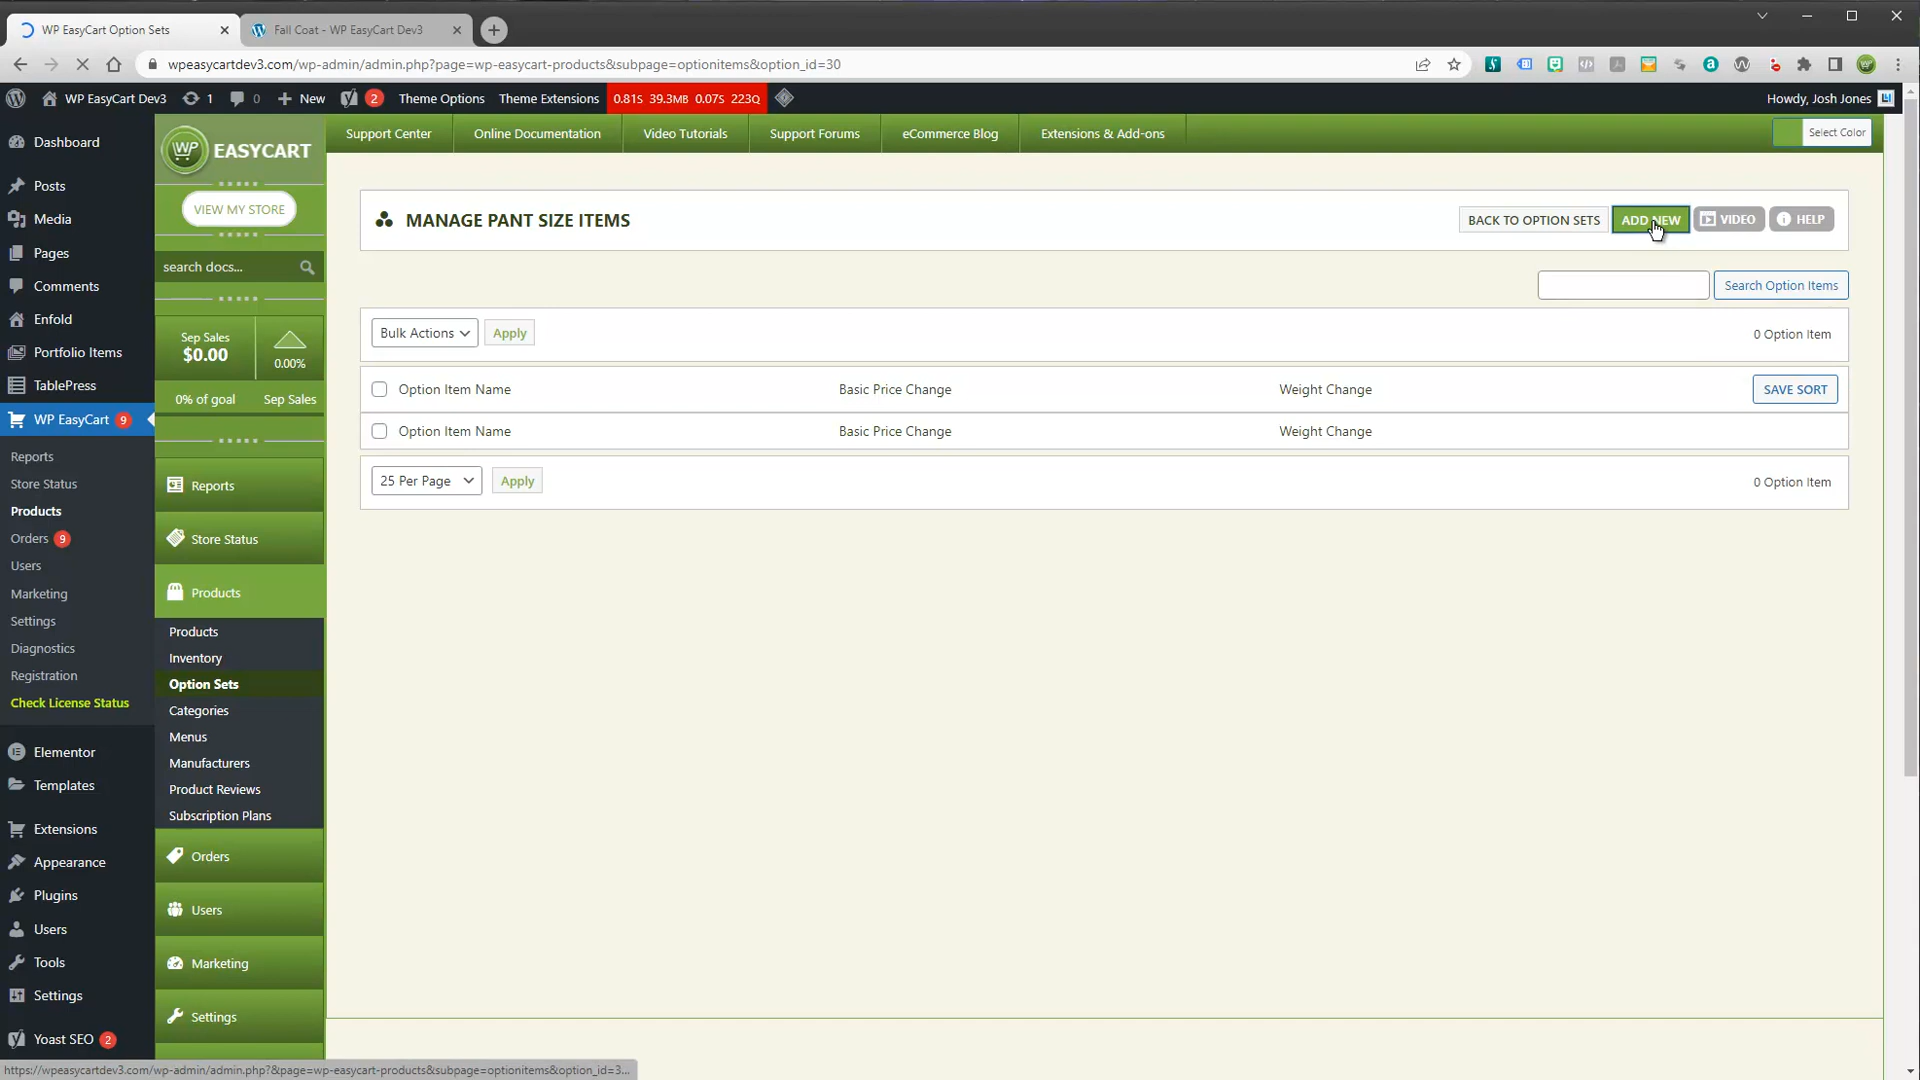 WP EasyCart Option Sets
Fall Coat - WP EasyCart Dev3
wpeasycartdev3.com/wp-admin/admin.php?page=wp-easycart-products&subpage=optionitems&option_id=30
WP EasyCart Dev3
1
0
New
2
Theme Options
Theme Extensions
0.81S 39.3MB 0.07S 223Q
Howdy, Josh Jones
Dashboard
Posts
Media
Pages
Comments
Enfold
Portfolio Items
TablePress
WP EasyCart 9
Reports
Store Status
Products
Orders 9
Users
Marketing
Settings
Diagnostics
Registration
Check License Status
Elementor
Templates
Extensions
Appearance
Plugins
Users
Tools
Settings
Yoast SEO 2
WP EASYCART
VIEW MY STORE
search docs...
Sep Sales
$0.00
0.00%
0% of goal
Sep Sales
Reports
Store Status
Products
Products
Inventory
Option Sets
Categories
Menus
Manufacturers
Product Reviews
Subscription Plans
Orders
Users
Marketing
Settings
Support Center
Online Documentation
Video Tutorials
Support Forums
eCommerce Blog
Extensions & Add-ons
Select Color
MANAGE PANT SIZE ITEMS
BACK TO OPTION SETS
ADD NEW
VIDEO
HELP
Search Option Items
Bulk Actions
Apply
0 Option Item
Option Item Name
Basic Price Change
Weight Change
SAVE SORT
Option Item Name
Basic Price Change
Weight Change
25 Per Page
Apply
0 Option Item
https://wpeasycartdev3.com/wp-admin/admin.php?&page=wp-easycart-products&subpage=optionitems&option_id=3...